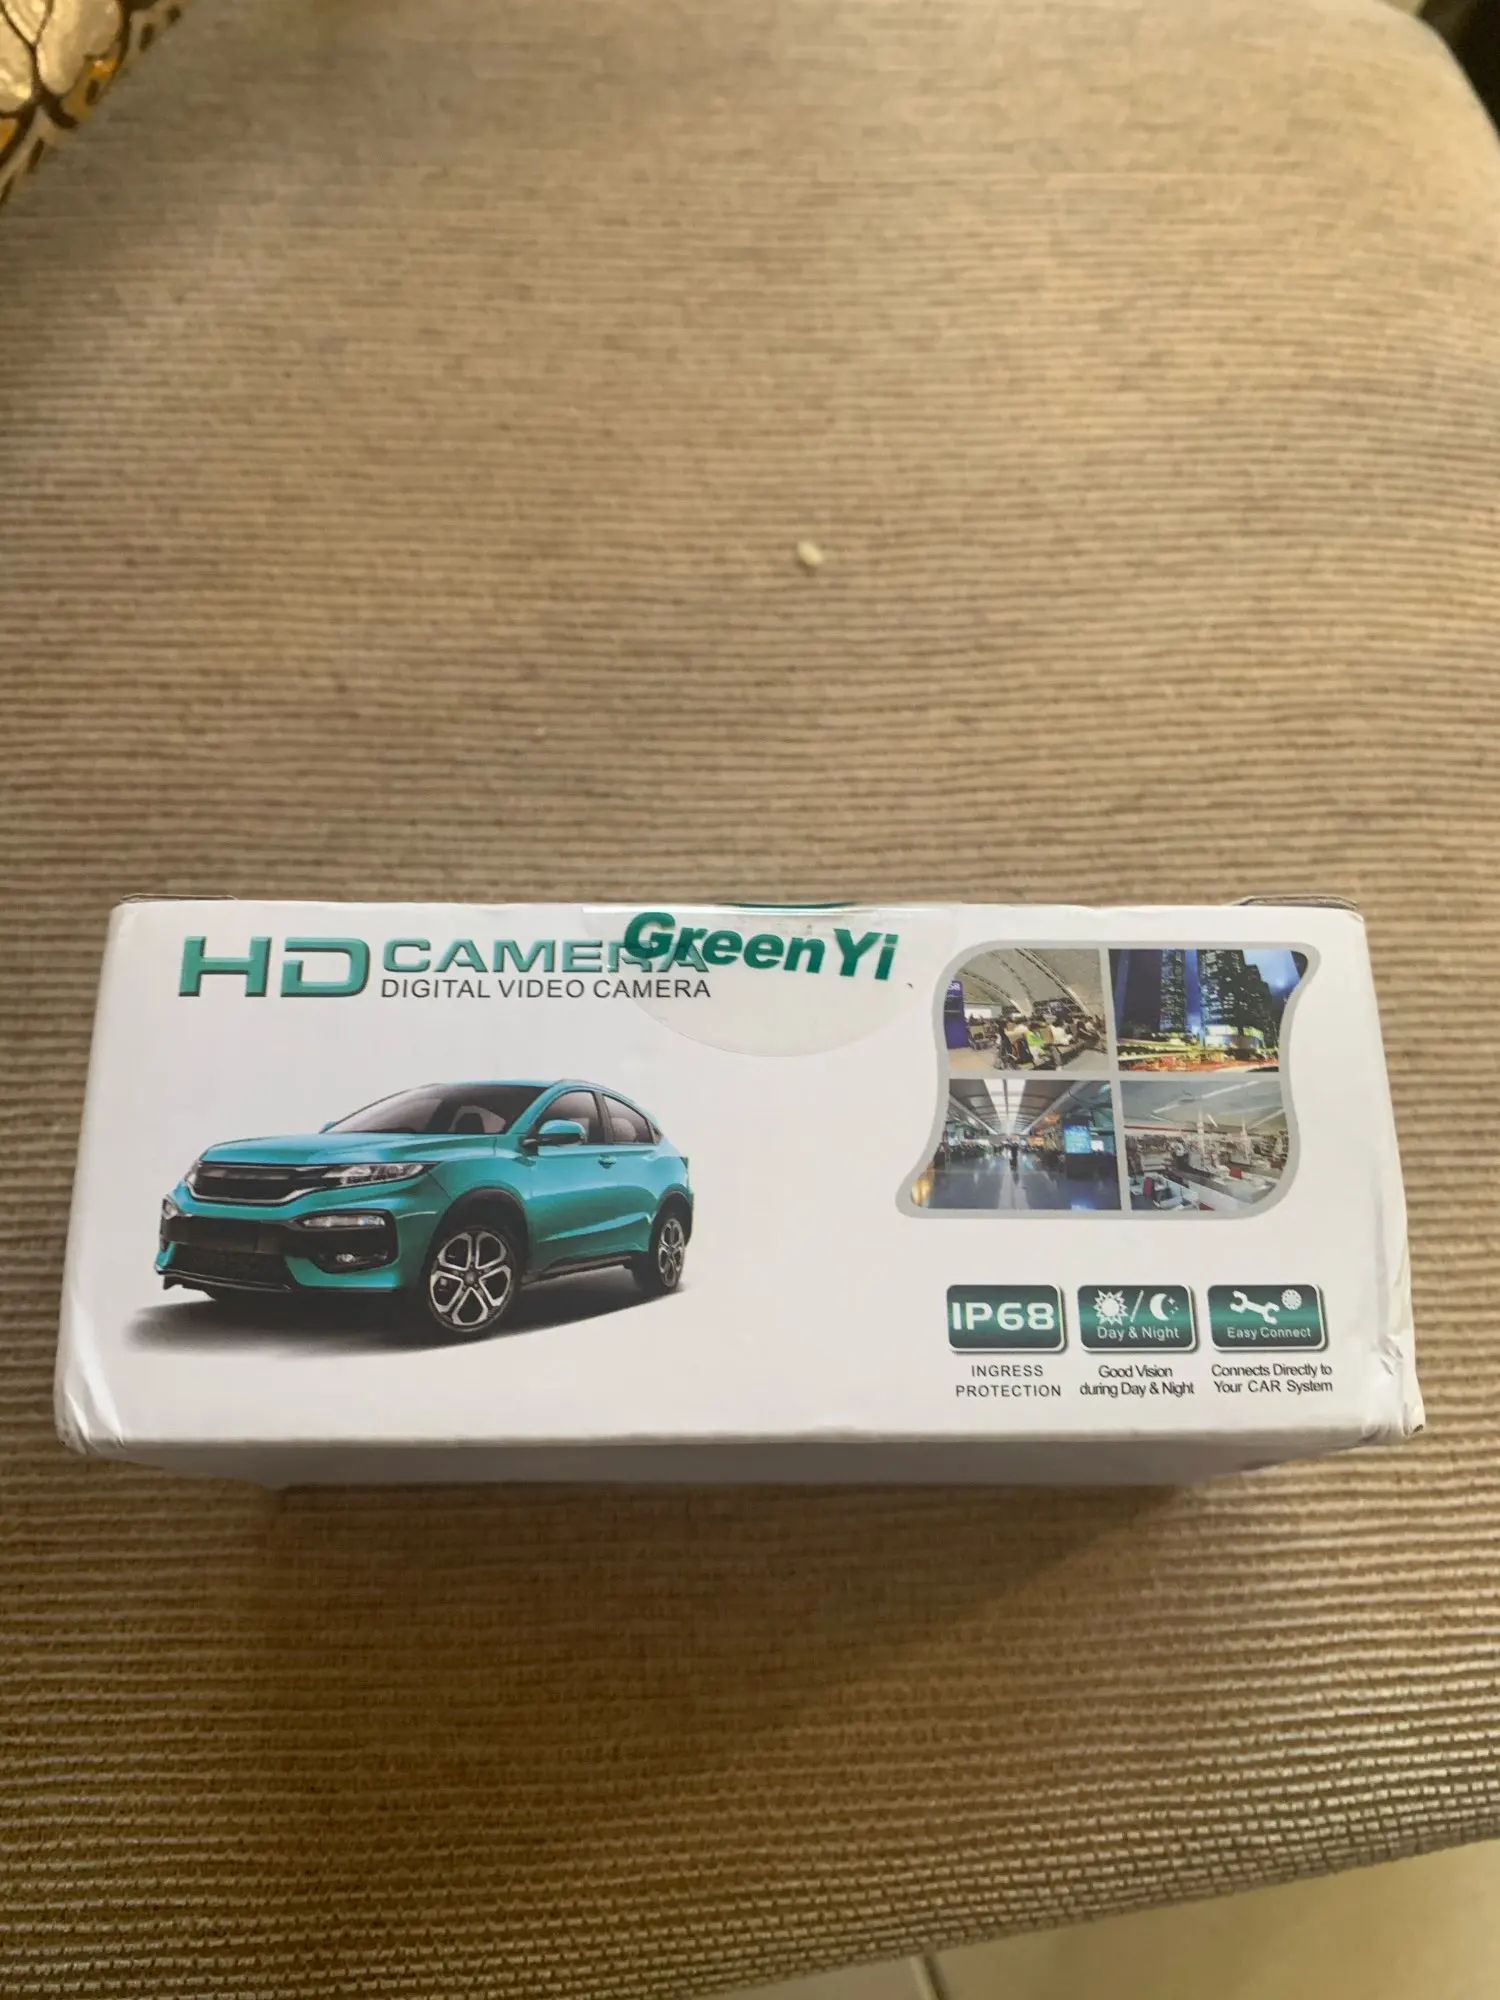 HD CAMERA
DIGITAL VIDEO CAMERA
GreenYi
IP68
INGRESS
PROTECTION
Day & Night
Good Vision
during Day & Night
Easy Connect
Connects Directly to
Your CAR System